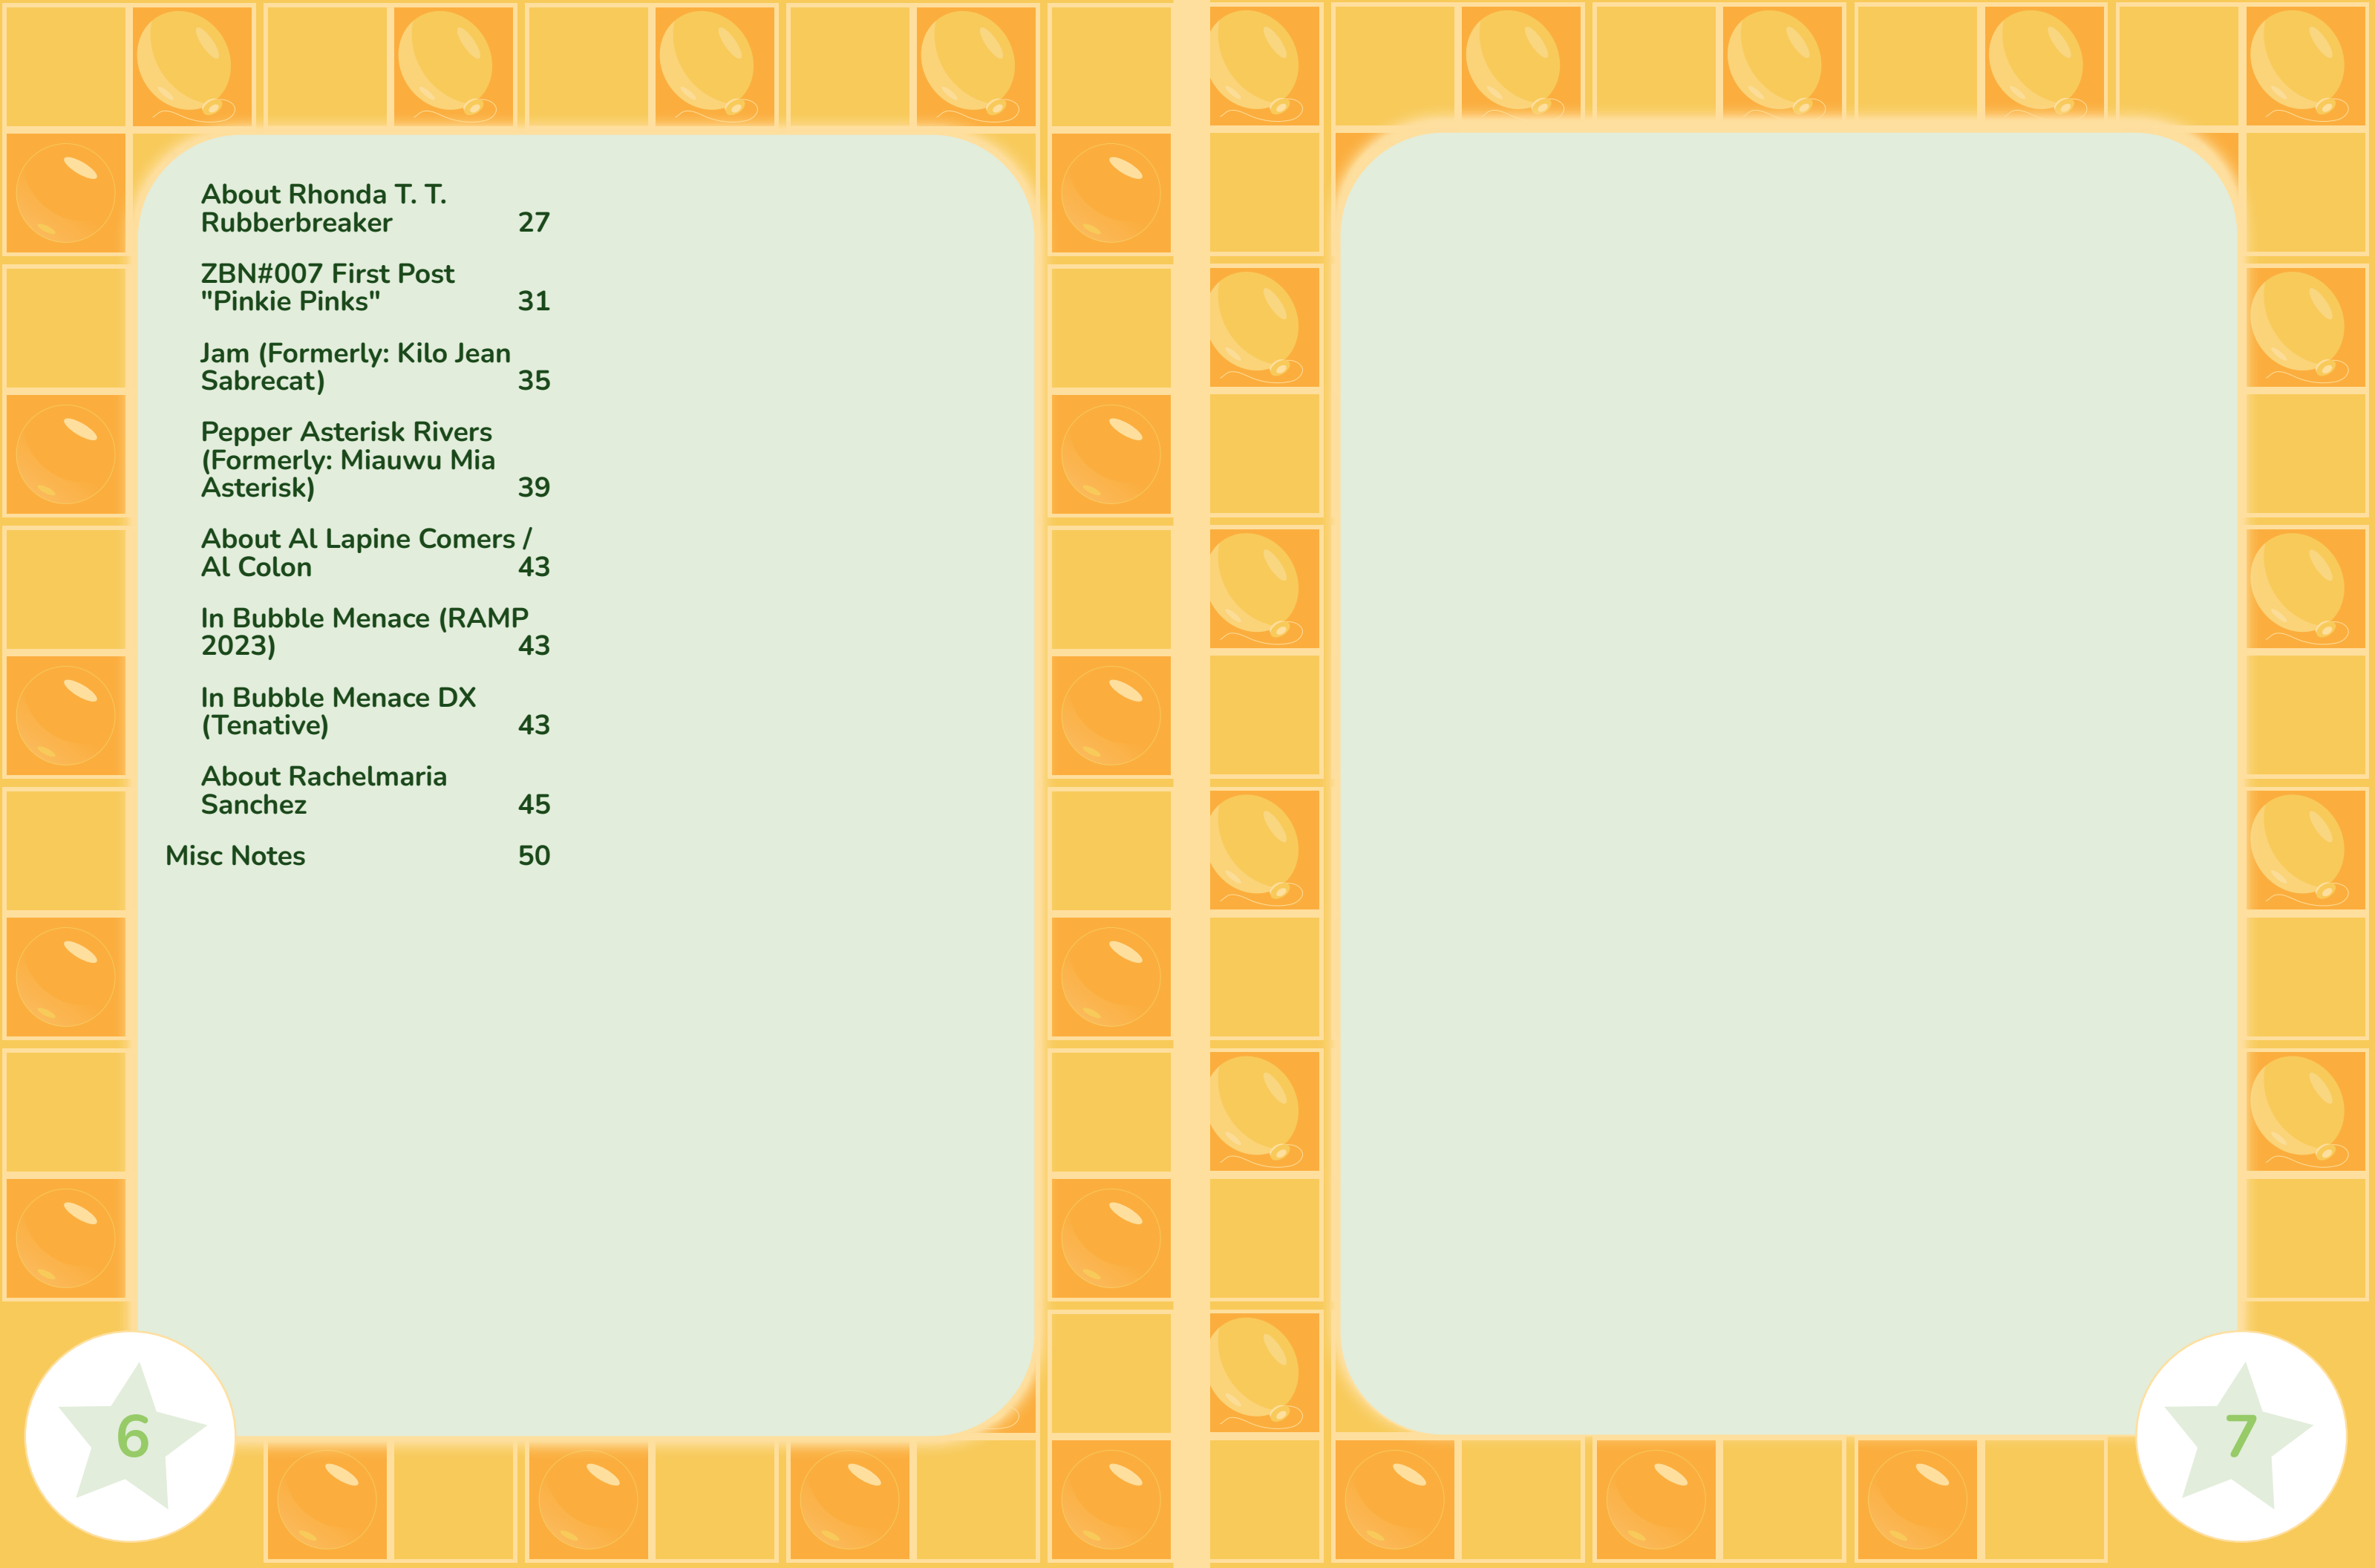 About Rhonda T. T.
Rubberbreaker 27
ZBN#007 First Post
"Pinkie Pinks" 31
Jam (Formerly: Kilo Jean
Sabrecat) 35
Pepper Asterisk Rivers
(Formerly: Miauwu Mia
Asterisk) 39
About Al Lapine Comers /
Al Colon 43
In Bubble Menace (RAMP
2023) 43
In Bubble Menace DX
(Tenative) 43
About Rachelmaria
Sanchez 45
Misc Notes 50
6
7